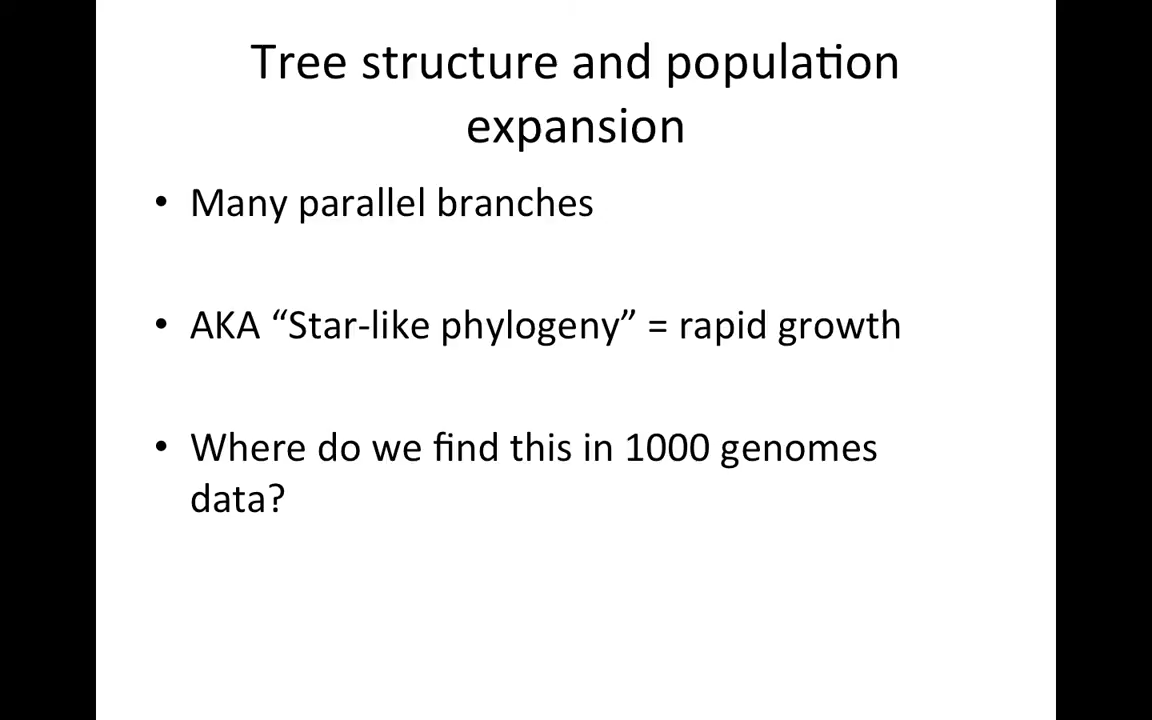 Tree structure and population
expansion
• Many parallel branches
• AKA “Star-like phylogeny” = rapid growth
• Where do we find this in 1000 genomes
data?